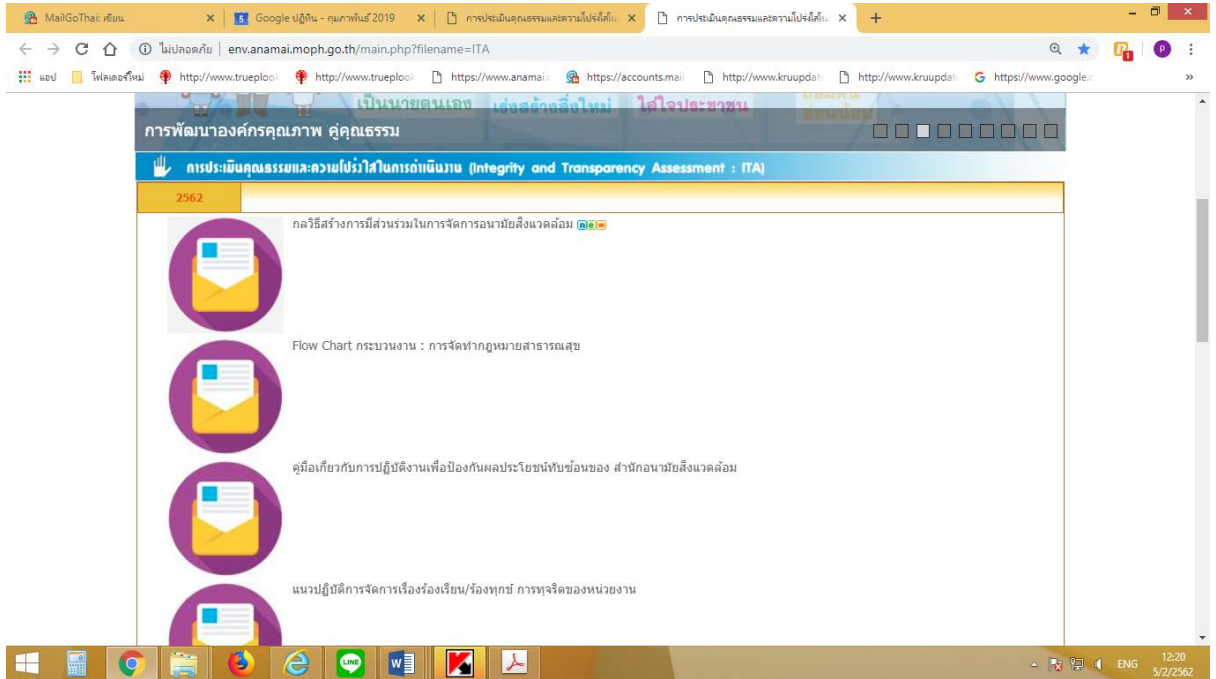 MailGoThai: เขียน
Google ปฏิทิน - กุมภาพันธ์ 2019
การประเมินคุณธรรมและความโปร่งใสใน
การประเมินคุณธรรมและความโปร่งใสใน
ไม่ปลอดภัย | env.anamai.moph.go.th/main.php?filename=ITA
แอป
โฟลเดอร์ใหม่
http://www.trueplool
http://www.trueplool
https://www.anamai.
https://accounts.mail
http://www.kruupdat
http://www.kruupdat
https://www.google.c
เป็นนายตนเอง เร่งสร้างสิ่งใหม่ ใส่ใจประชาชน
การพัฒนาองค์กรคุณภาพ คู่คุณธรรม
การประเมินคุณธรรมและความโปร่งใสในการดำเนินงาน (Integrity and Transparency Assessment : ITA)
2562
กลวิธีสร้างการมีส่วนร่วมในการจัดการอนามัยสิ่งแวดล้อม new
Flow Chart กระบวนงาน : การจัดทำกฎหมายสาธารณสุข
คู่มือเกี่ยวกับการปฏิบัติงานเพื่อป้องกันผลประโยชน์ทับซ้อนของ สำนักอนามัยสิ่งแวดล้อม
แนวปฏิบัติการจัดการเรื่องร้องเรียน/ร้องทุกข์ การทุจริตของหน่วยงาน
LINE
ENG
12:20
5/2/2562